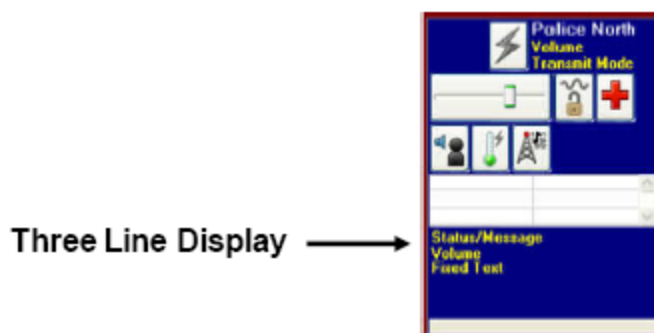 Police North
Volume
Transmit Mode
Three Line Display
Status/Message
Volume
Fixed Text